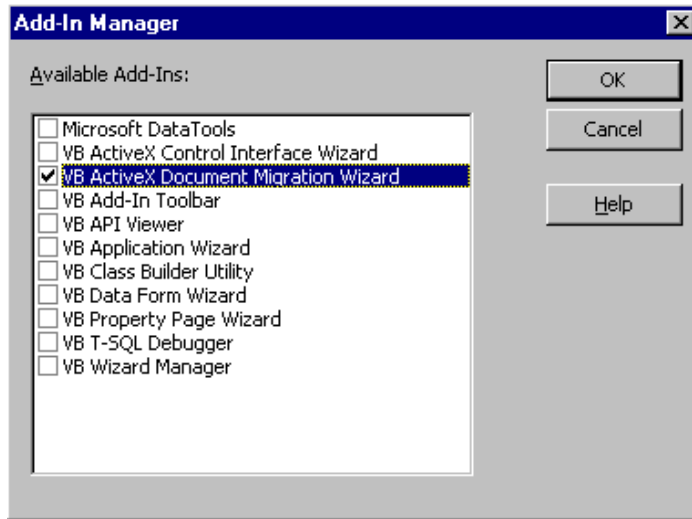 Add-In Manager
Available Add-Ins:
OK
Cancel
Help
Microsoft DataTools
VB ActiveX Control Interface Wizard
VB ActiveX Document Migration Wizard
VB Add-In Toolbar
VB API Viewer
VB Application Wizard
VB Class Builder Utility
VB Data Form Wizard
VB Property Page Wizard
VB T-SQL Debugger
VB Wizard Manager